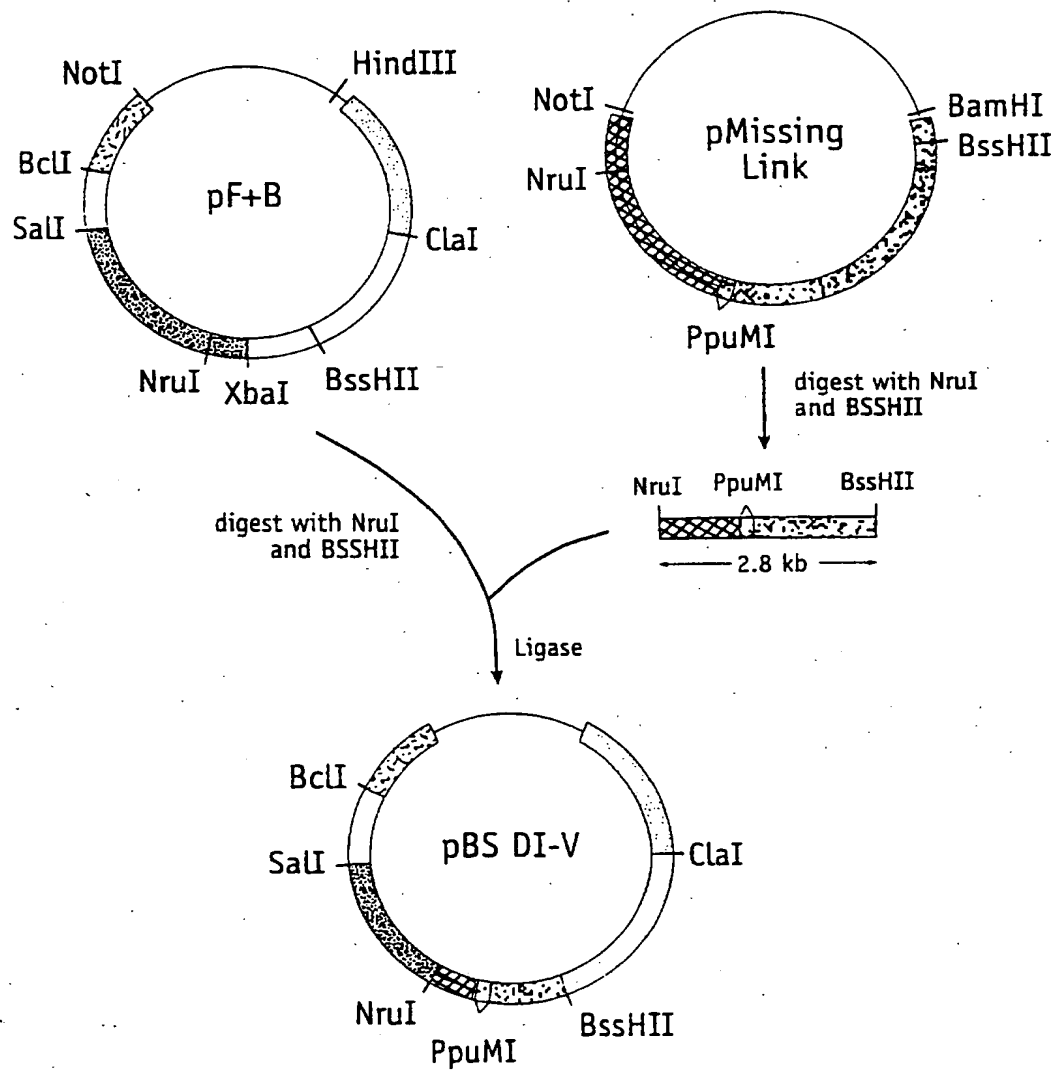 NotI
HindIII
BclI
pF+B
SalI
ClaI
NruI
XbaI
BssHII
NotI
BamHI
pMissing
Link
BssHII
NruI
PpuMI
digest with NruI
and BSSHII
NruI
PpuMI
BssHII
2.8 kb
digest with NruI
and BSSHII
Ligase
BclI
pBS DI-V
SalI
ClaI
NruI
PpuMI
BssHII